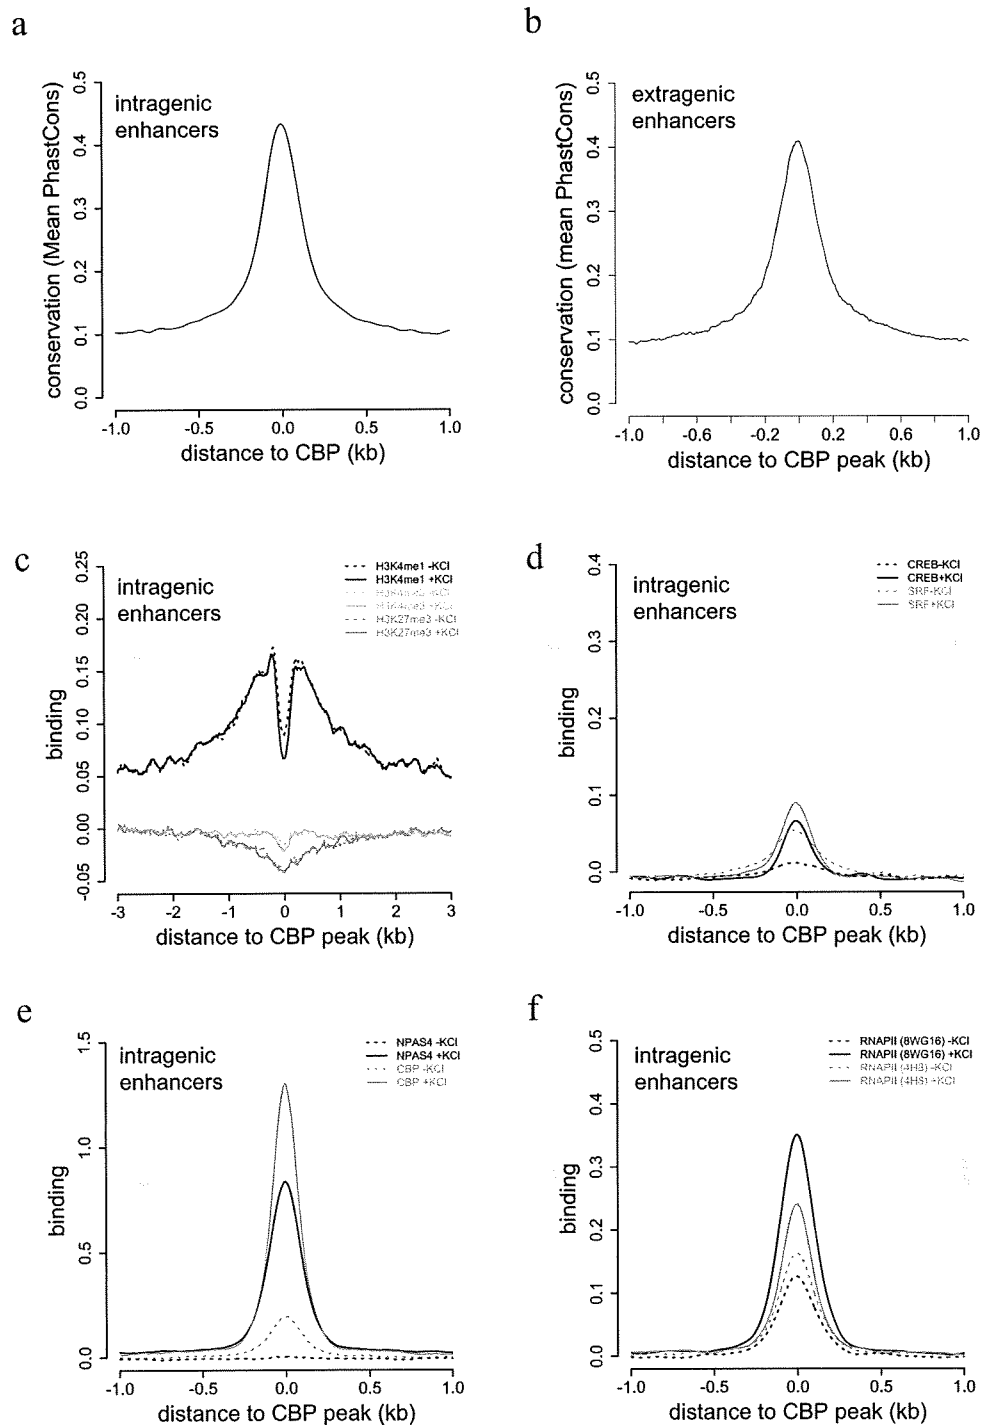 a
intragenic
enhancers
conservation (Mean PhastCons)
0.5
0.4
0.3
0.2
0.1
0.0
-1.0 -0.5 0.0 0.5 1.0
distance to CBP (kb)
b
extragenic
enhancers
conservation (mean PhastCons)
0.5
0.4
0.3
0.2
0.1
0.0
-1.0 -0.6 -0.2 0.2 0.6 1.0
distance to CBP peak (kb)
c
intragenic
enhancers
H3K4me1 -KCl
H3K4me1 +KCl
H3K4me3 -KCl
H3K4me3 +KCl
H3K27me3 -KCl
H3K27me3 +KCl
binding
0.25
0.20
0.15
0.10
0.05
0.00
-0.05
-3 -2 -1 0 1 2 3
distance to CBP peak (kb)
d
intragenic
enhancers
CREB-KCl
CREB+KCl
SRF-KCl
SRF+KCl
binding
0.4
0.3
0.2
0.1
0.0
-1.0 -0.5 0.0 0.5 1.0
distance to CBP peak (kb)
e
intragenic
enhancers
NPAS4 -KCl
NPAS4 +KCl
CBP -KCl
CBP +KCl
binding
1.5
1.0
0.5
0.0
-1.0 -0.5 0.0 0.5 1.0
distance to CBP peak (kb)
f
intragenic
enhancers
RNAPII (8WG16) -KCl
RNAPII (8WG16) +KCl
RNAPII (4H8) -KCl
RNAPII (4H8) +KCl
binding
0.5
0.4
0.3
0.2
0.1
0.0
-1.0 -0.5 0.0 0.5 1.0
distance to CBP peak (kb)